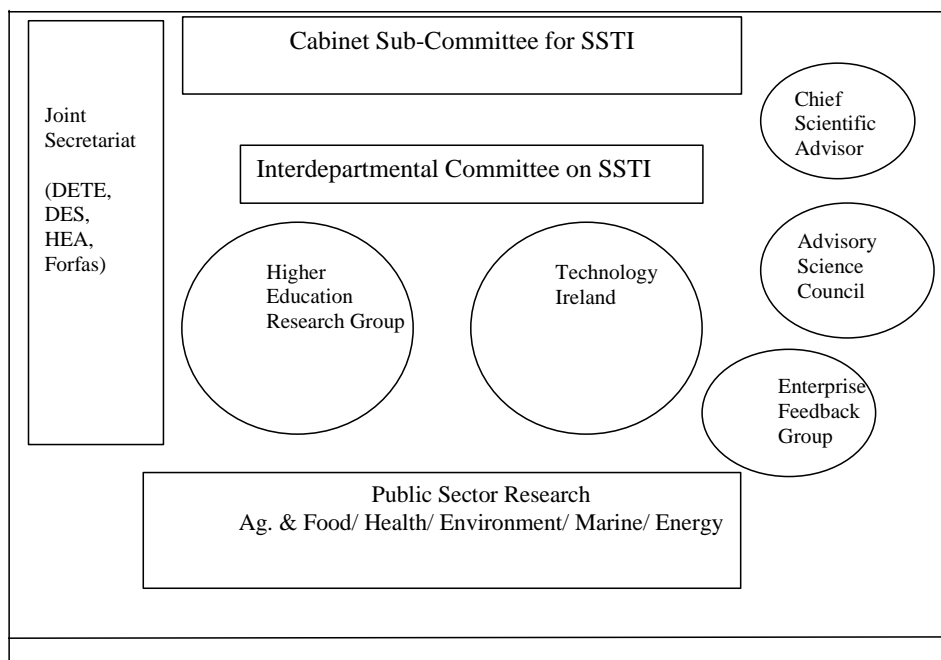 Cabinet Sub-Committee for SSTI
Joint
Secretariat
(DETE,
DES,
HEA,
Forfas)
Chief
Scientific
Advisor
Interdepartmental Committee on SSTI
Advisory
Science
Council
Higher
Education
Research Group
Technology
Ireland
Enterprise
Feedback
Group
Public Sector Research
Ag. & Food/ Health/ Environment/ Marine/ Energy